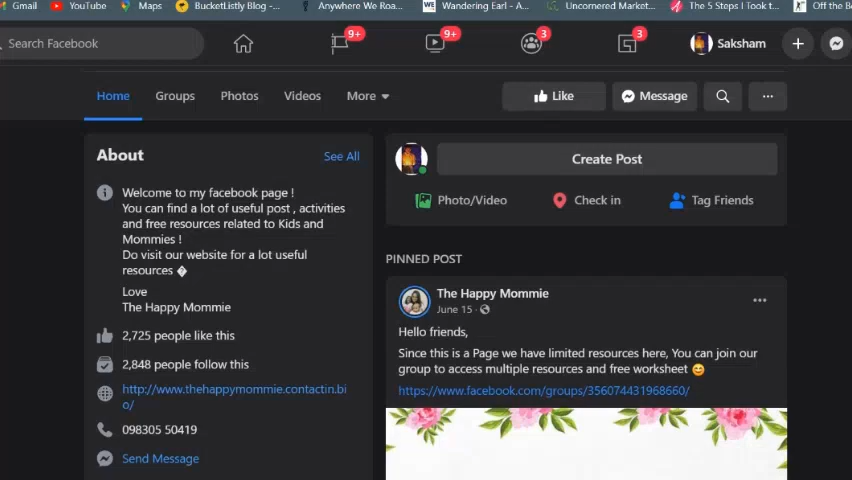 Gmail YouTube Maps BucketListly Blog -... Anywhere We Roa... Wandering Earl - A... Uncornered Market... The 5 Steps I Took t... Off the Be
Search Facebook 9+ 9+ 3 3 Saksham
Home Groups Photos Videos More Like Message
About See All
Welcome to my facebook page !
You can find a lot of useful post , activities
and free resources related to Kids and
Mommies !
Do visit our website for a lot useful
resources �
Love
The Happy Mommie
2,725 people like this
2,848 people follow this
http://www.thehappymommie.contactin.bi
o/
098305 50419
Send Message
Create Post
Photo/Video Check in Tag Friends
PINNED POST
The Happy Mommie
June 15 ·
Hello friends,
Since this is a Page we have limited resources here, You can join our
group to access multiple resources and free worksheet 😊
https://www.facebook.com/groups/356074431968660/